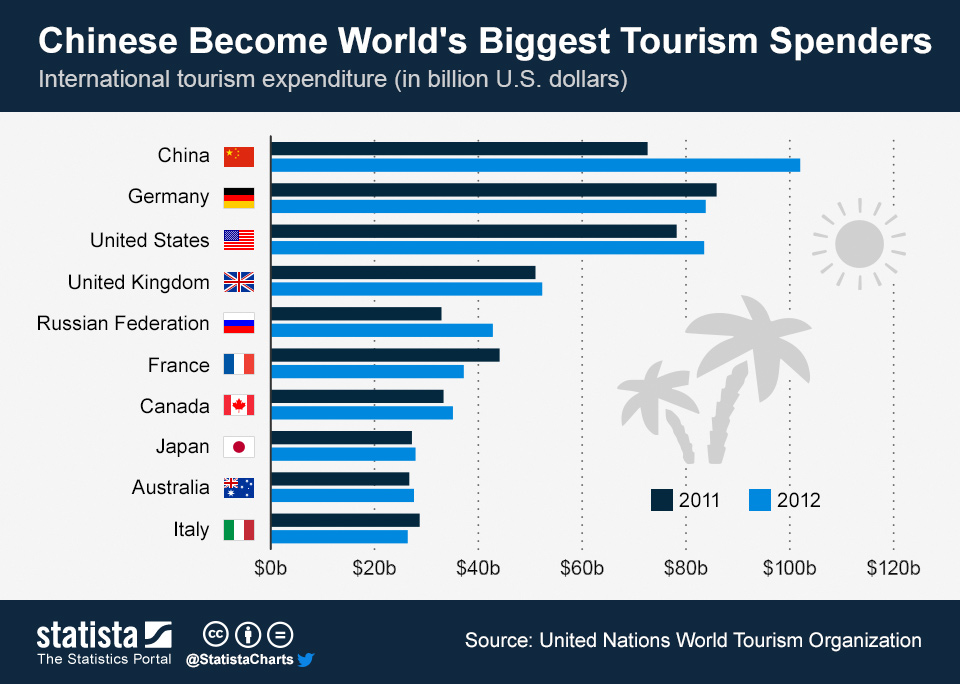 Chinese Become World's Biggest Tourism Spenders
International tourism expenditure (in billion U.S. dollars)
China
Germany
United States
United Kingdom
Russian Federation
France
Canada
Japan
Australia
Italy
2011 2012
$0b $20b $40b $60b $80b $100b $120b
statista
The Statistics Portal
cc
@StatistaCharts
Source: United Nations World Tourism Organization